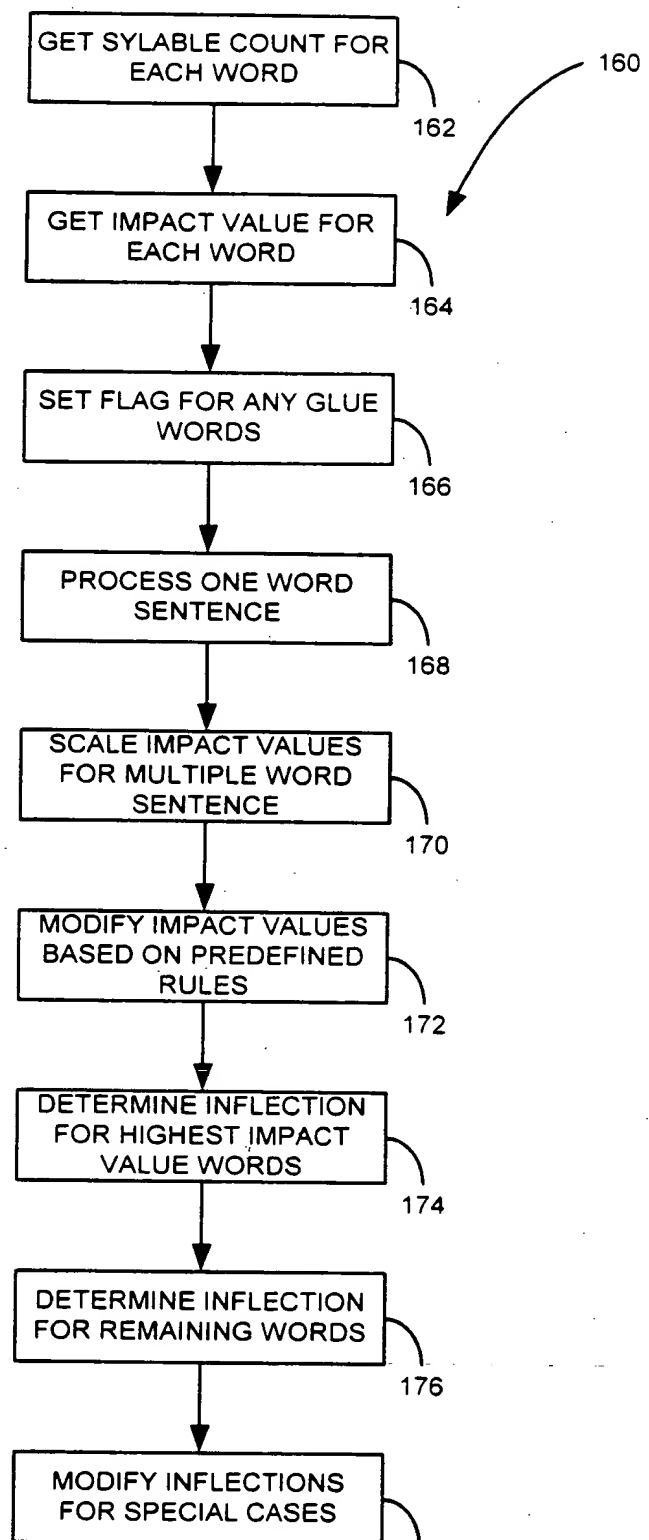 GET SYLABLE COUNT FOR
EACH WORD
160
162
GET IMPACT VALUE FOR
EACH WORD
164
SET FLAG FOR ANY GLUE
WORDS
166
PROCESS ONE WORD
SENTENCE
168
SCALE IMPACT VALUES
FOR MULTIPLE WORD
SENTENCE
170
MODIFY IMPACT VALUES
BASED ON PREDEFINED
RULES
172
DETERMINE INFLECTION
FOR HIGHEST IMPACT
VALUE WORDS
174
DETERMINE INFLECTION
FOR REMAINING WORDS
176
MODIFY INFLECTIONS
FOR SPECIAL CASES